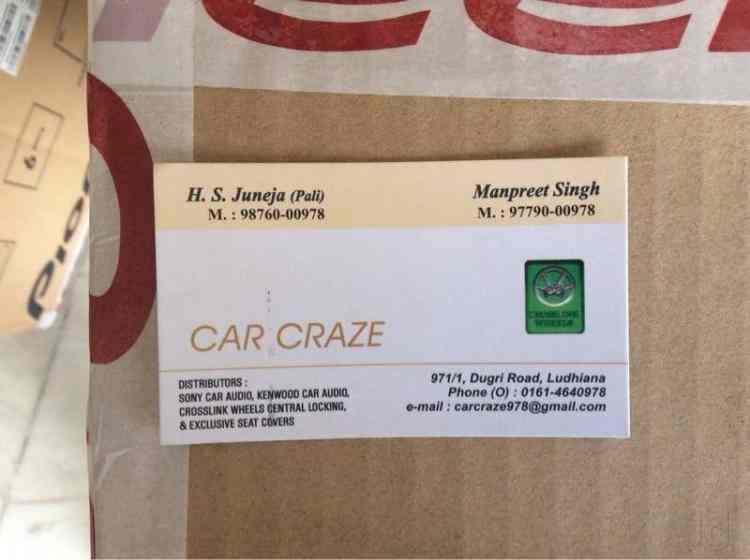 H. S. Juneja (Pali)
M. : 98760-00978
Manpreet Singh
M. : 97790-00978
CROSSLINK
WHEELS
CAR CRAZE
DISTRIBUTORS :
SONY CAR AUDIO, KENWOOD CAR AUDIO,
CROSSLINK WHEELS CENTRAL LOCKING,
& EXCLUSIVE SEAT COVERS
971/1, Dugri Road, Ludhiana
Phone (O) : 0161-4640978
e-mail : carcraze978@gmail.com